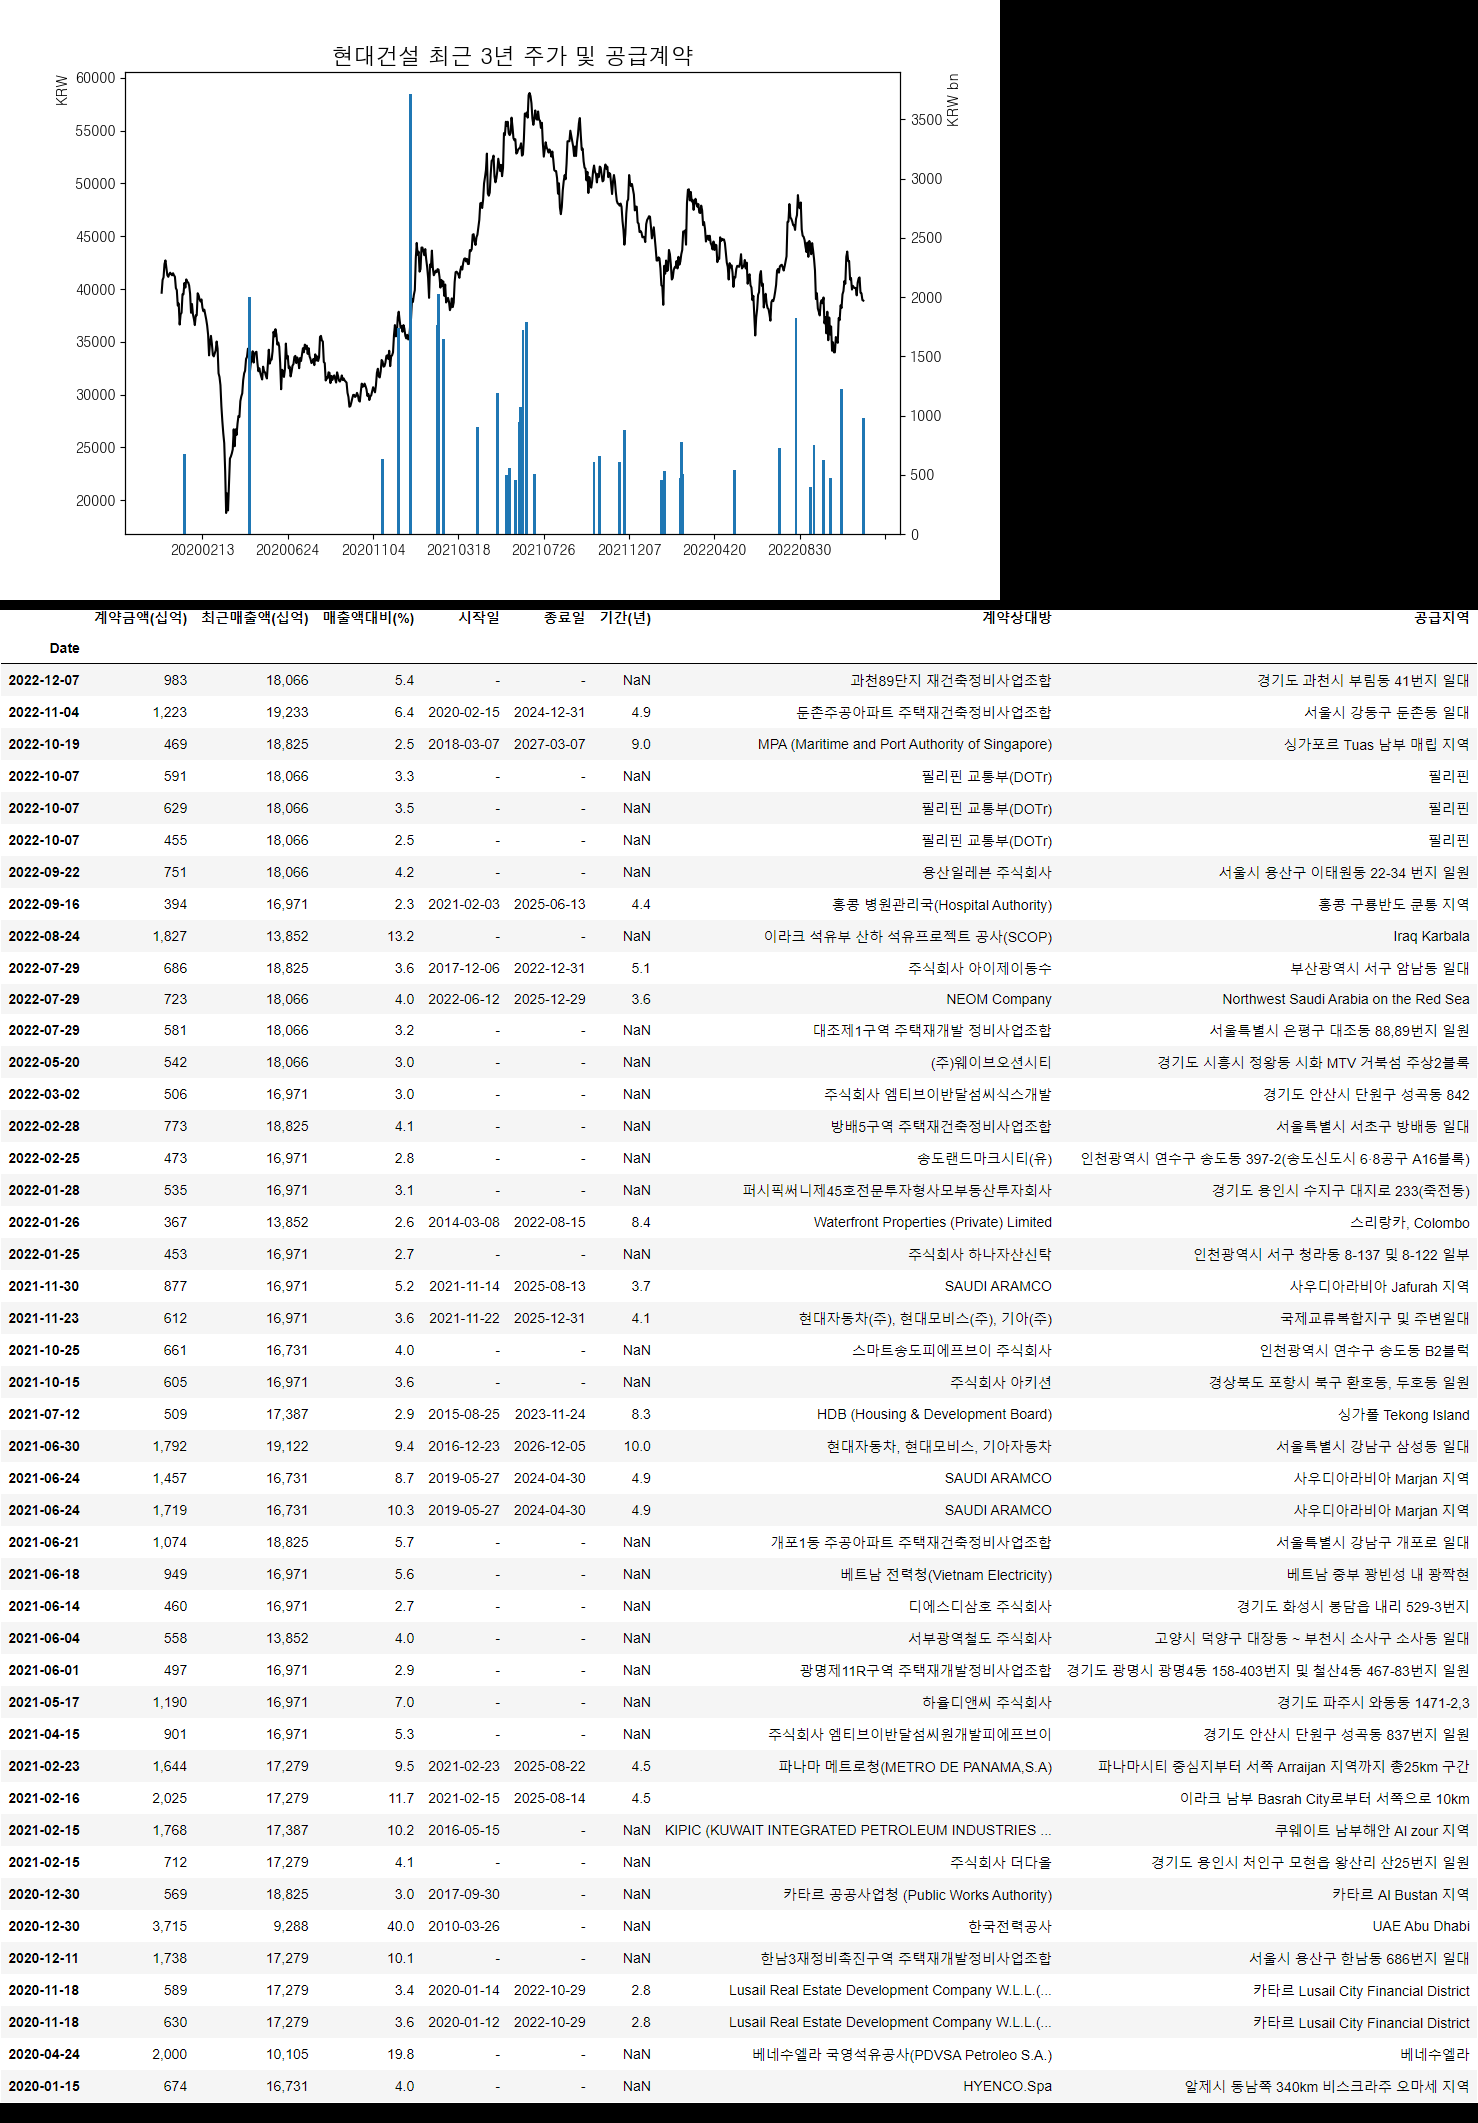 현대건설 최근 3년 주가 및 공급계약
KRW
KRW bn
60000
55000
50000
45000
40000
35000
30000
25000
20000
3500
3000
2500
2000
1500
1000
500
0
20200213 20200624 20201104 20210318 20210726 20211207 20220420 20220830
계약금액(십억) 최근매출액(십억) 매출액대비(%) 시작일 종료일 기간(년) 계약상대방 공급지역
Date
2022-12-07 983 18,066 5.4 - - NaN 과천89단지 재건축정비사업조합 경기도 과천시 부림동 41번지 일대
2022-11-04 1,223 19,233 6.4 2020-02-15 2024-12-31 4.9 둔촌주공아파트 주택재건축정비사업조합 서울시 강동구 둔촌동 일대
2022-10-19 469 18,825 2.5 2018-03-07 2027-03-07 9.0 MPA (Maritime and Port Authority of Singapore) 싱가포르 Tuas 남부 매립 지역
2022-10-07 591 18,066 3.3 - - NaN 필리핀 교통부(DOTr) 필리핀
2022-10-07 629 18,066 3.5 - - NaN 필리핀 교통부(DOTr) 필리핀
2022-10-07 455 18,066 2.5 - - NaN 필리핀 교통부(DOTr) 필리핀
2022-09-22 751 18,066 4.2 - - NaN 용산일레븐 주식회사 서울시 용산구 이태원동 22-34 번지 일원
2022-09-16 394 16,971 2.3 2021-02-03 2025-06-13 4.4 홍콩 병원관리국(Hospital Authority) 홍콩 구룡반도 쿤통 지역
2022-08-24 1,827 13,852 13.2 - - NaN 이라크 석유부 산하 석유프로젝트 공사(SCOP) Iraq Karbala
2022-07-29 686 18,825 3.6 2017-12-06 2022-12-31 5.1 주식회사 아이제이동수 부산광역시 서구 암남동 일대
2022-07-29 723 18,066 4.0 2022-06-12 2025-12-29 3.6 NEOM Company Northwest Saudi Arabia on the Red Sea
2022-07-29 581 18,066 3.2 - - NaN 대조제1구역 주택재개발 정비사업조합 서울특별시 은평구 대조동 88,89번지 일원
2022-05-20 542 18,066 3.0 - - NaN (주)웨이브오션시티 경기도 시흥시 정왕동 시화 MTV 거북섬 주상2블록
2022-03-02 506 16,971 3.0 - - NaN 주식회사 엠티브이반달섬씨식스개발 경기도 안산시 단원구 성곡동 842
2022-02-28 773 18,825 4.1 - - NaN 방배5구역 주택재건축정비사업조합 서울특별시 서초구 방배동 일대
2022-02-25 473 16,971 2.8 - - NaN 송도랜드마크시티(유) 인천광역시 연수구 송도동 397-2(송도신도시 6·8공구 A16블록)
2022-01-28 535 16,971 3.1 - - NaN 퍼시픽써니제45호전문투자형사모부동산투자회사 경기도 용인시 수지구 대지로 233(죽전동)
2022-01-26 367 13,852 2.6 2014-03-08 2022-08-15 8.4 Waterfront Properties (Private) Limited 스리랑카, Colombo
2022-01-25 453 16,971 2.7 - - NaN 주식회사 하나자산신탁 인천광역시 서구 청라동 8-137 및 8-122 일부
2021-11-30 877 16,971 5.2 2021-11-14 2025-08-13 3.7 SAUDI ARAMCO 사우디아라비아 Jafurah 지역
2021-11-23 612 16,971 3.6 2021-11-22 2025-12-31 4.1 현대자동차(주), 현대모비스(주), 기아(주) 국제교류복합지구 및 주변일대
2021-10-25 661 16,731 4.0 - - NaN 스마트송도피에프브이 주식회사 인천광역시 연수구 송도동 B2블럭
2021-10-15 605 16,971 3.6 - - NaN 주식회사 아키션 경상북도 포항시 북구 환호동, 두호동 일원
2021-07-12 509 17,387 2.9 2015-08-25 2023-11-24 8.3 HDB (Housing & Development Board) 싱가폴 Tekong Island
2021-06-30 1,792 19,122 9.4 2016-12-23 2026-12-05 10.0 현대자동차, 현대모비스, 기아자동차 서울특별시 강남구 삼성동 일대
2021-06-24 1,457 16,731 8.7 2019-05-27 2024-04-30 4.9 SAUDI ARAMCO 사우디아라비아 Marjan 지역
2021-06-24 1,719 16,731 10.3 2019-05-27 2024-04-30 4.9 SAUDI ARAMCO 사우디아라비아 Marjan 지역
2021-06-21 1,074 18,825 5.7 - - NaN 개포1동 주공아파트 주택재건축정비사업조합 서울특별시 강남구 개포로 일대
2021-06-18 949 16,971 5.6 - - NaN 베트남 전력청(Vietnam Electricity) 베트남 중부 꽝빈성 내 꽝짝현
2021-06-14 460 16,971 2.7 - - NaN 디에스디삼호 주식회사 경기도 화성시 봉담읍 내리 529-3번지
2021-06-04 558 13,852 4.0 - - NaN 서부광역철도 주식회사 고양시 덕양구 대장동 ~ 부천시 소사구 소사동 일대
2021-06-01 497 16,971 2.9 - - NaN 광명제11R구역 주택재개발정비사업조합 경기도 광명시 광명4동 158-403번지 및 철산4동 467-83번지 일원
2021-05-17 1,190 16,971 7.0 - - NaN 하율디앤씨 주식회사 경기도 파주시 와동동 1471-2,3
2021-04-15 901 16,971 5.3 - - NaN 주식회사 엠티브이반달섬씨원개발피에프브이 경기도 안산시 단원구 성곡동 837번지 일원
2021-02-23 1,644 17,279 9.5 2021-02-23 2025-08-22 4.5 파나마 메트로청(METRO DE PANAMA,S.A) 파나마시티 중심지부터 서쪽 Arraijan 지역까지 총25km 구간
2021-02-16 2,025 17,279 11.7 2021-02-15 2025-08-14 4.5 이라크 남부 Basrah City로부터 서쪽으로 10km
2021-02-15 1,768 17,387 10.2 2016-05-15 - NaN KIPIC (KUWAIT INTEGRATED PETROLEUM INDUSTRIES ... 쿠웨이트 남부해안 Al zour 지역
2021-02-15 712 17,279 4.1 - - NaN 주식회사 더다올 경기도 용인시 처인구 모현읍 왕산리 산25번지 일원
2020-12-30 569 18,825 3.0 2017-09-30 - NaN 카타르 공공사업청 (Public Works Authority) 카타르 Al Bustan 지역
2020-12-30 3,715 9,288 40.0 2010-03-26 - NaN 한국전력공사 UAE Abu Dhabi
2020-12-11 1,738 17,279 10.1 - - NaN 한남3재정비촉진구역 주택재개발정비사업조합 서울시 용산구 한남동 686번지 일대
2020-11-18 589 17,279 3.4 2020-01-14 2022-10-29 2.8 Lusail Real Estate Development Company W.L.L.(... 카타르 Lusail City Financial District
2020-11-18 630 17,279 3.6 2020-01-12 2022-10-29 2.8 Lusail Real Estate Development Company W.L.L.(... 카타르 Lusail City Financial District
2020-04-24 2,000 10,105 19.8 - - NaN 베네수엘라 국영석유공사(PDVSA Petroleo S.A.) 베네수엘라
2020-01-15 674 16,731 4.0 - - NaN HYENCO.Spa 알제시 동남쪽 340km 비스크라주 오마셰 지역